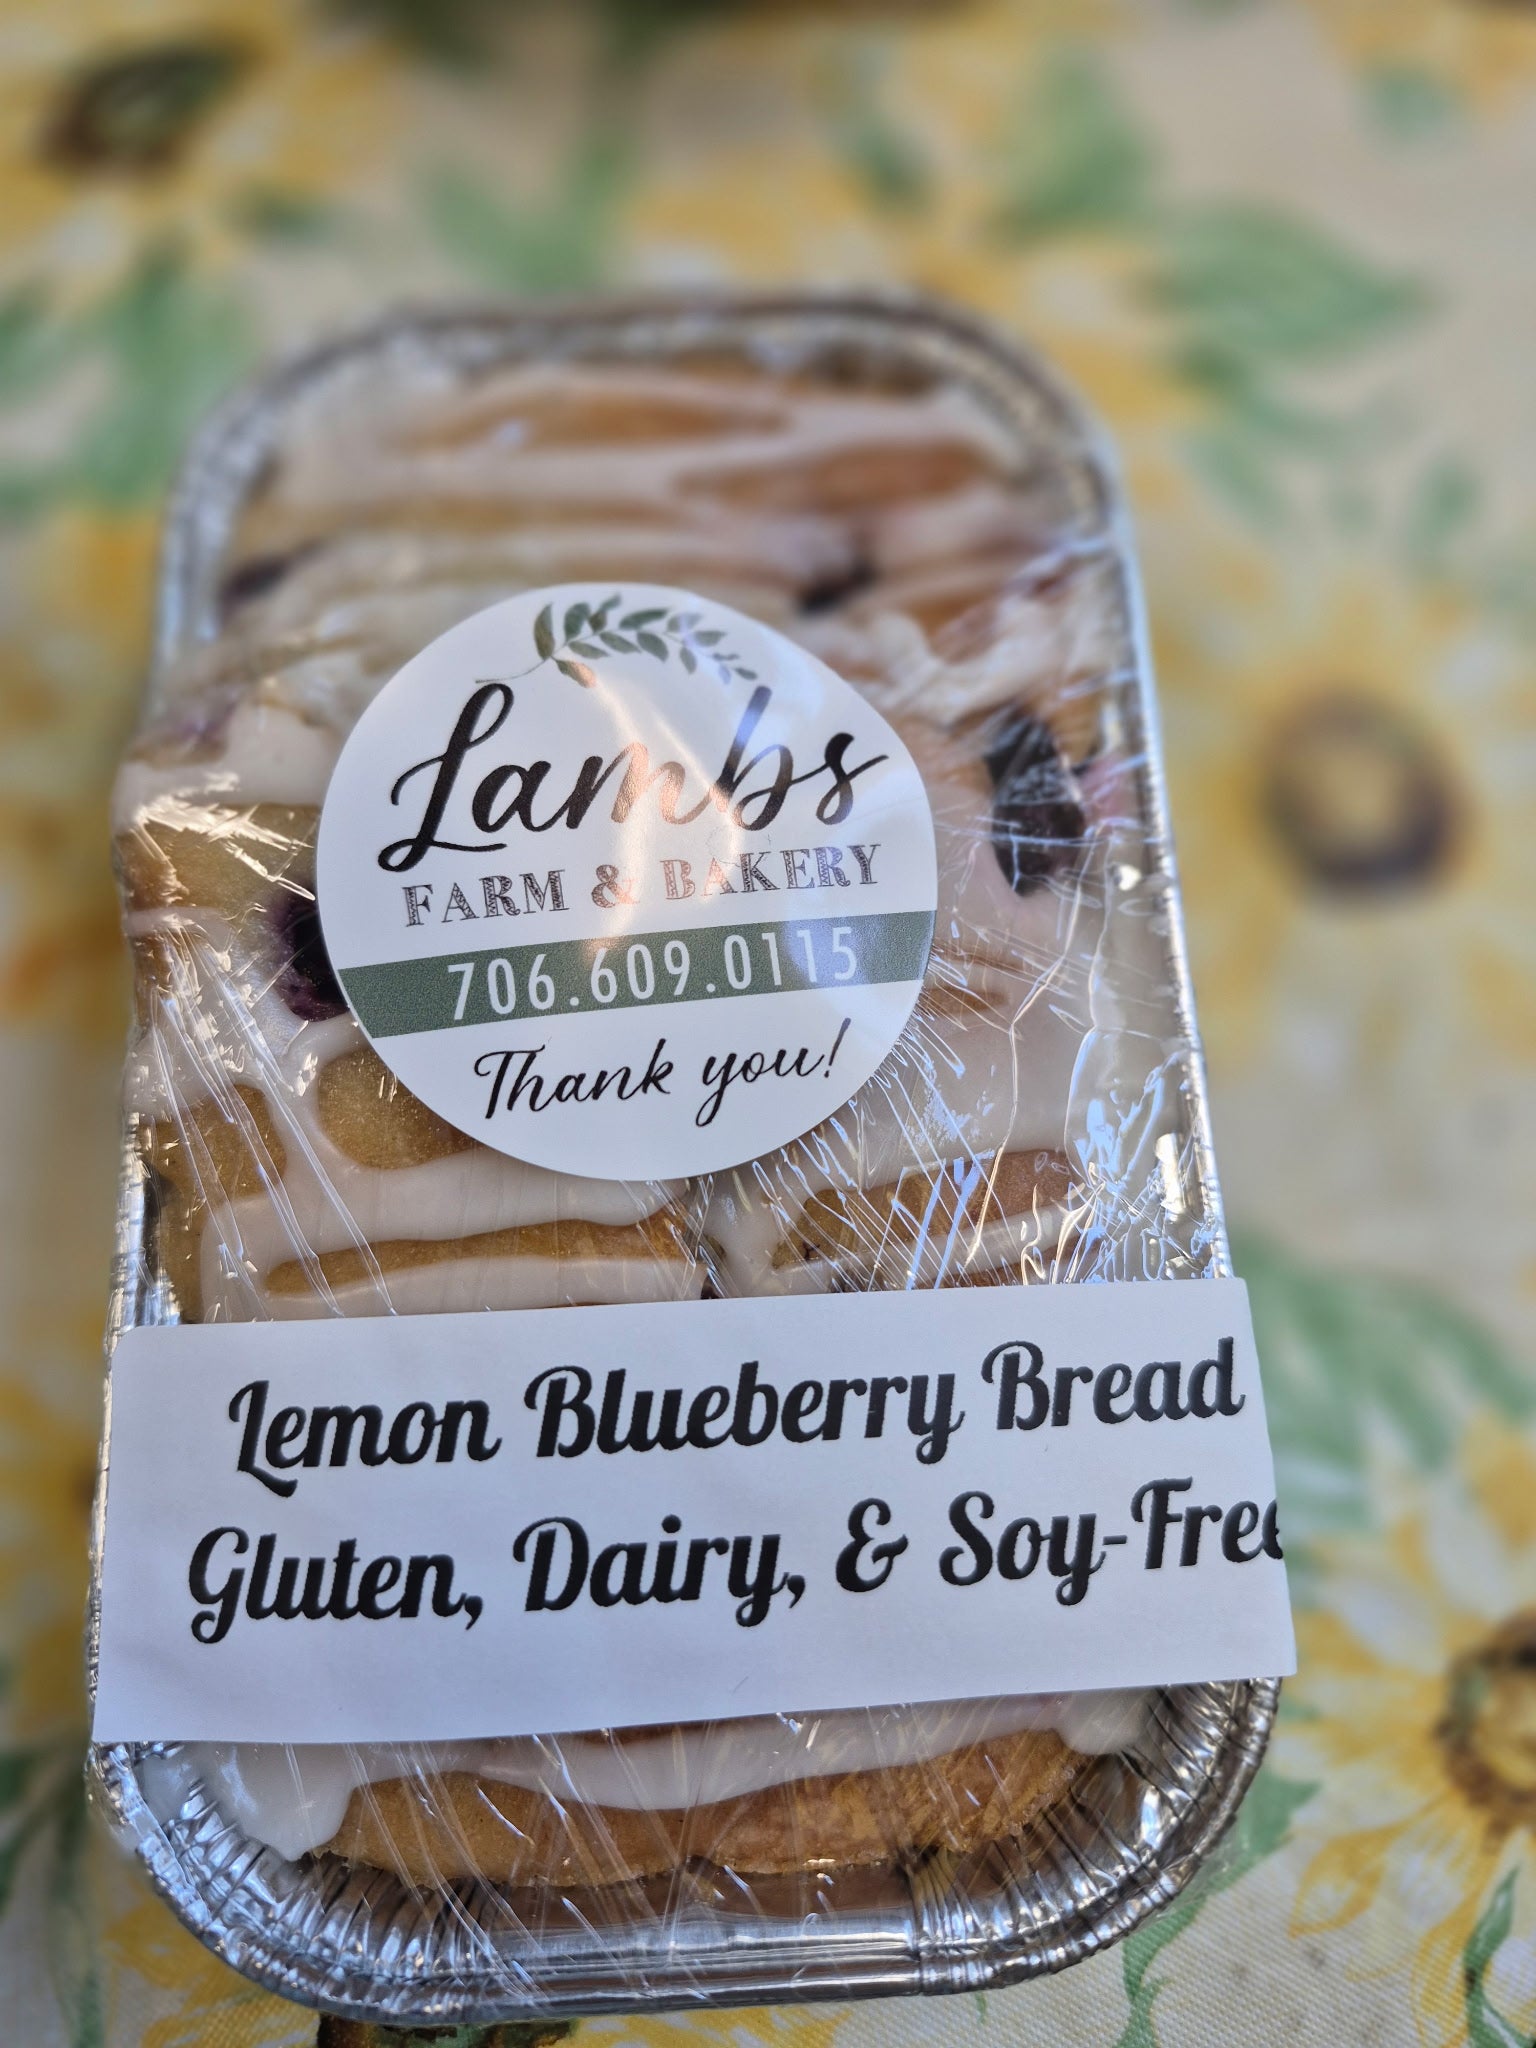 Lambs
FARM & BAKERY
706.609.0115
Thank you!
Lemon Blueberry Bread
Gluten, Dairy, & Soy-Free